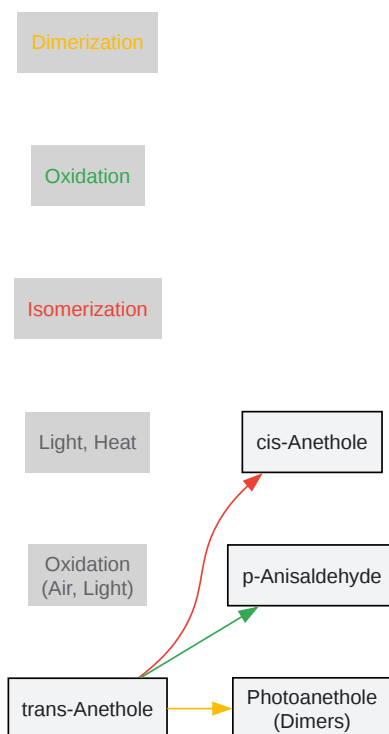 Dimerization
Oxidation
Isomerization
Light, Heat
cis-Anethole
Oxidation
(Air, Light)
p-Anisaldehyde
trans-Anethole
Photoanethole
(Dimers)